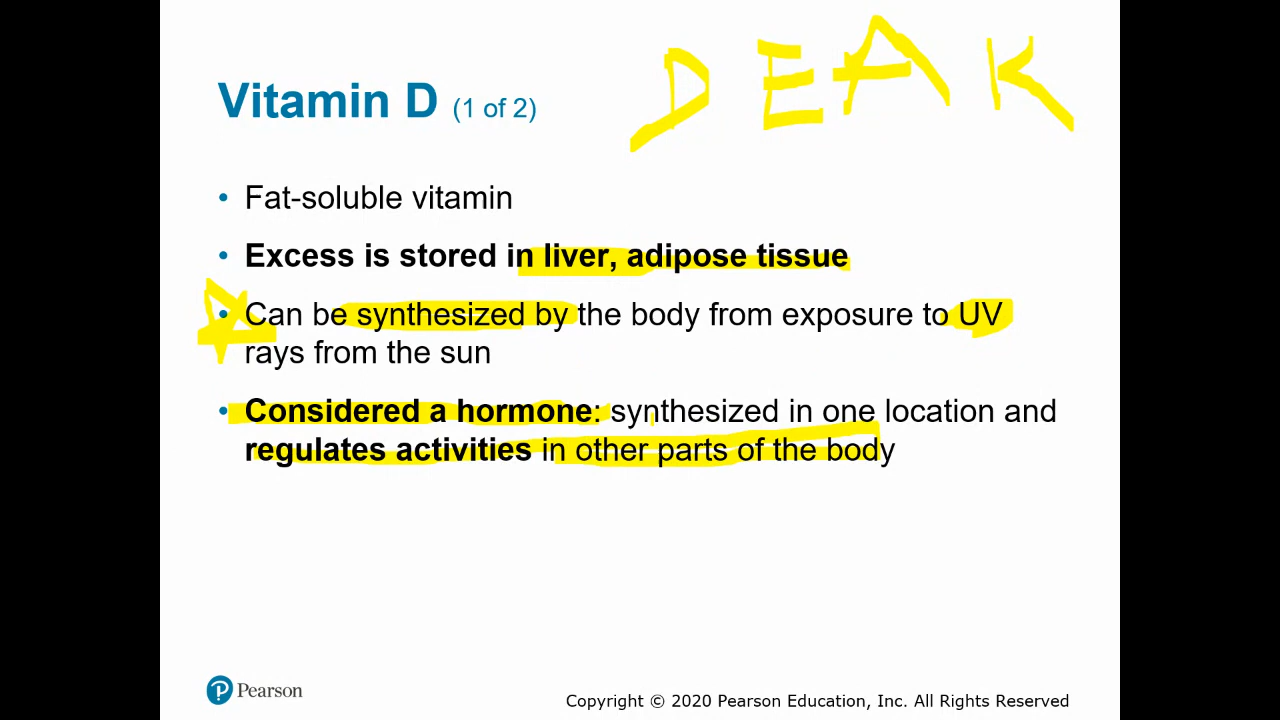 DEAK
Vitamin D (1 of 2)
• Fat-soluble vitamin
• Excess is stored in liver, adipose tissue
• Can be synthesized by the body from exposure to UV
rays from the sun
• Considered a hormone: synthesized in one location and
regulates activities in other parts of the body
Pearson
Copyright © 2020 Pearson Education, Inc. All Rights Reserved